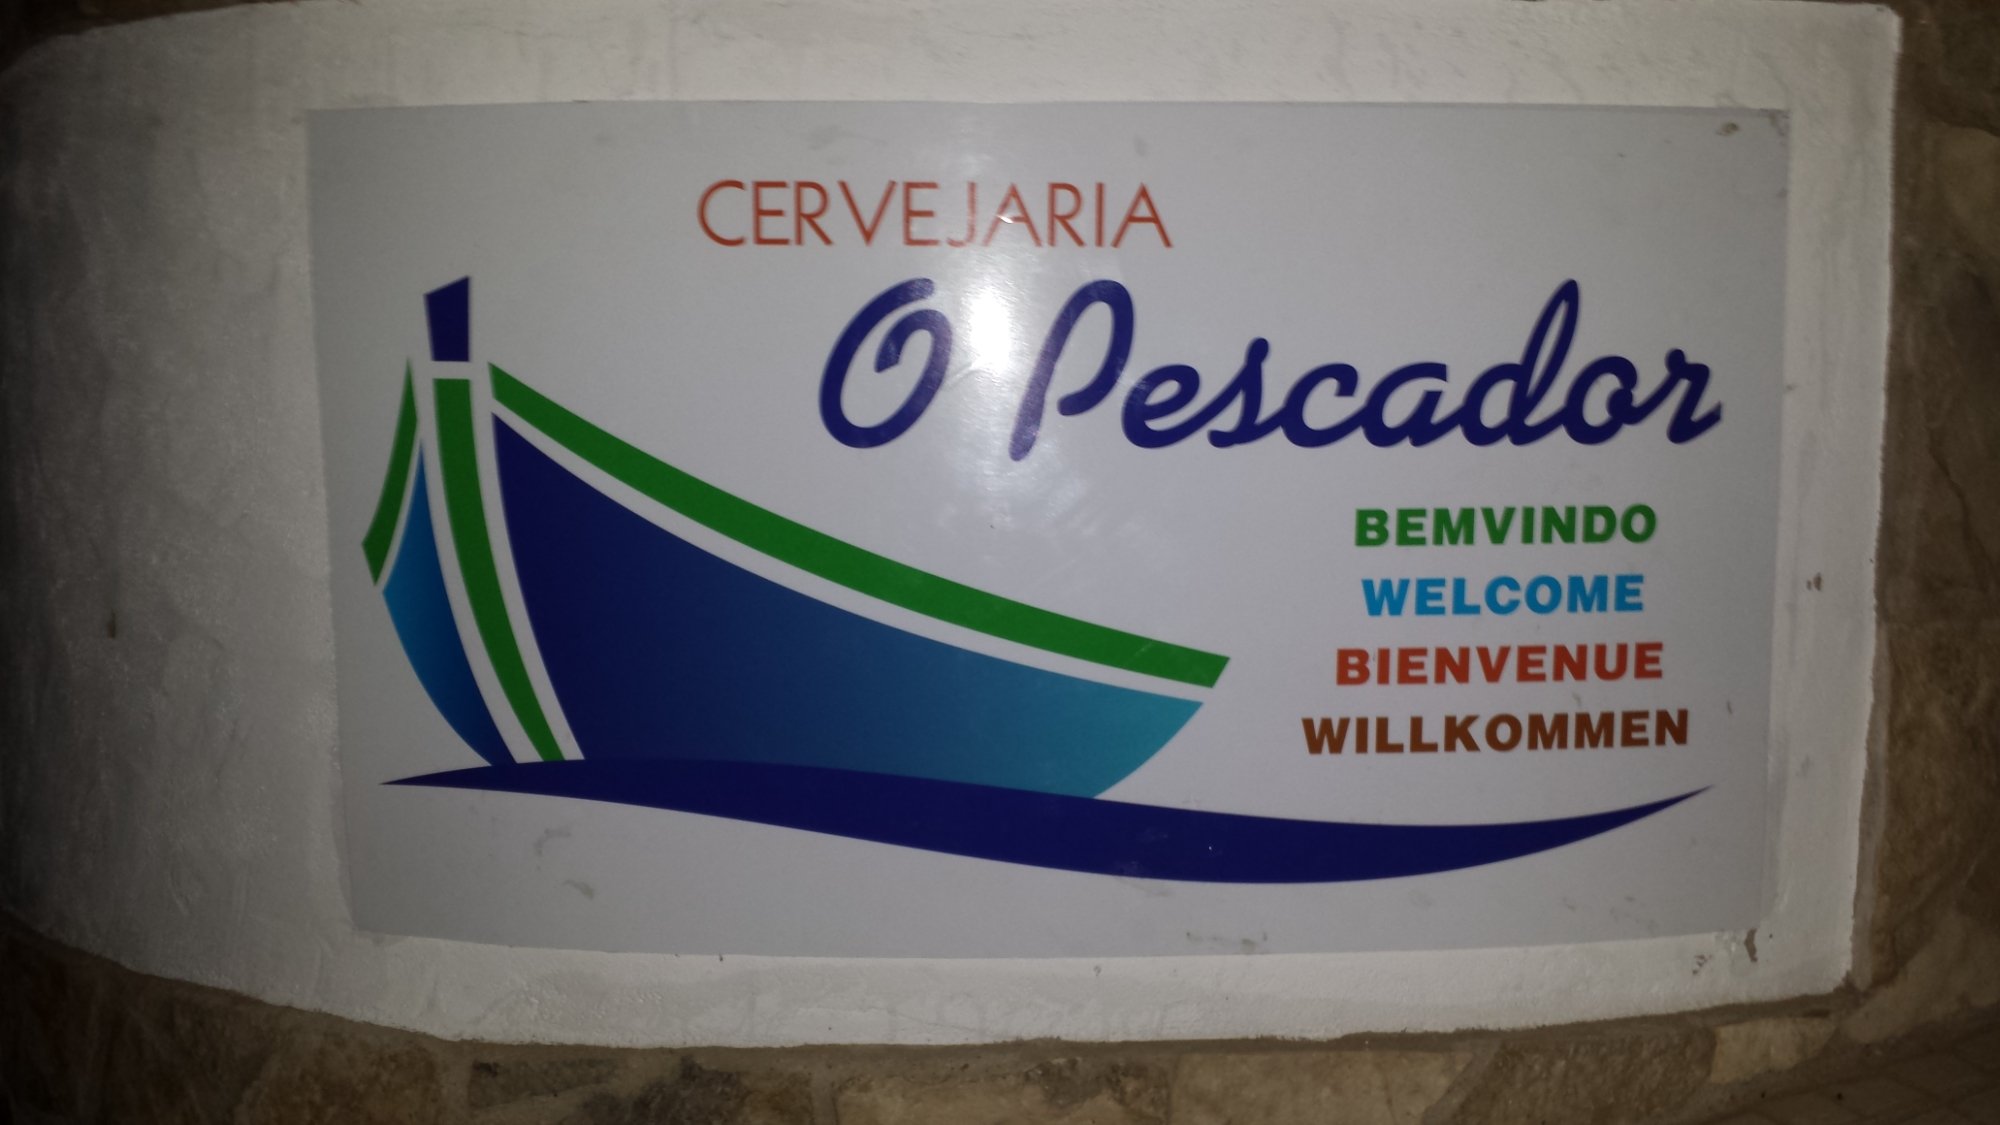 CERVEJARIA
O Pescador
BEMVINDO
WELCOME
BIENVENUE
WILLKOMMEN